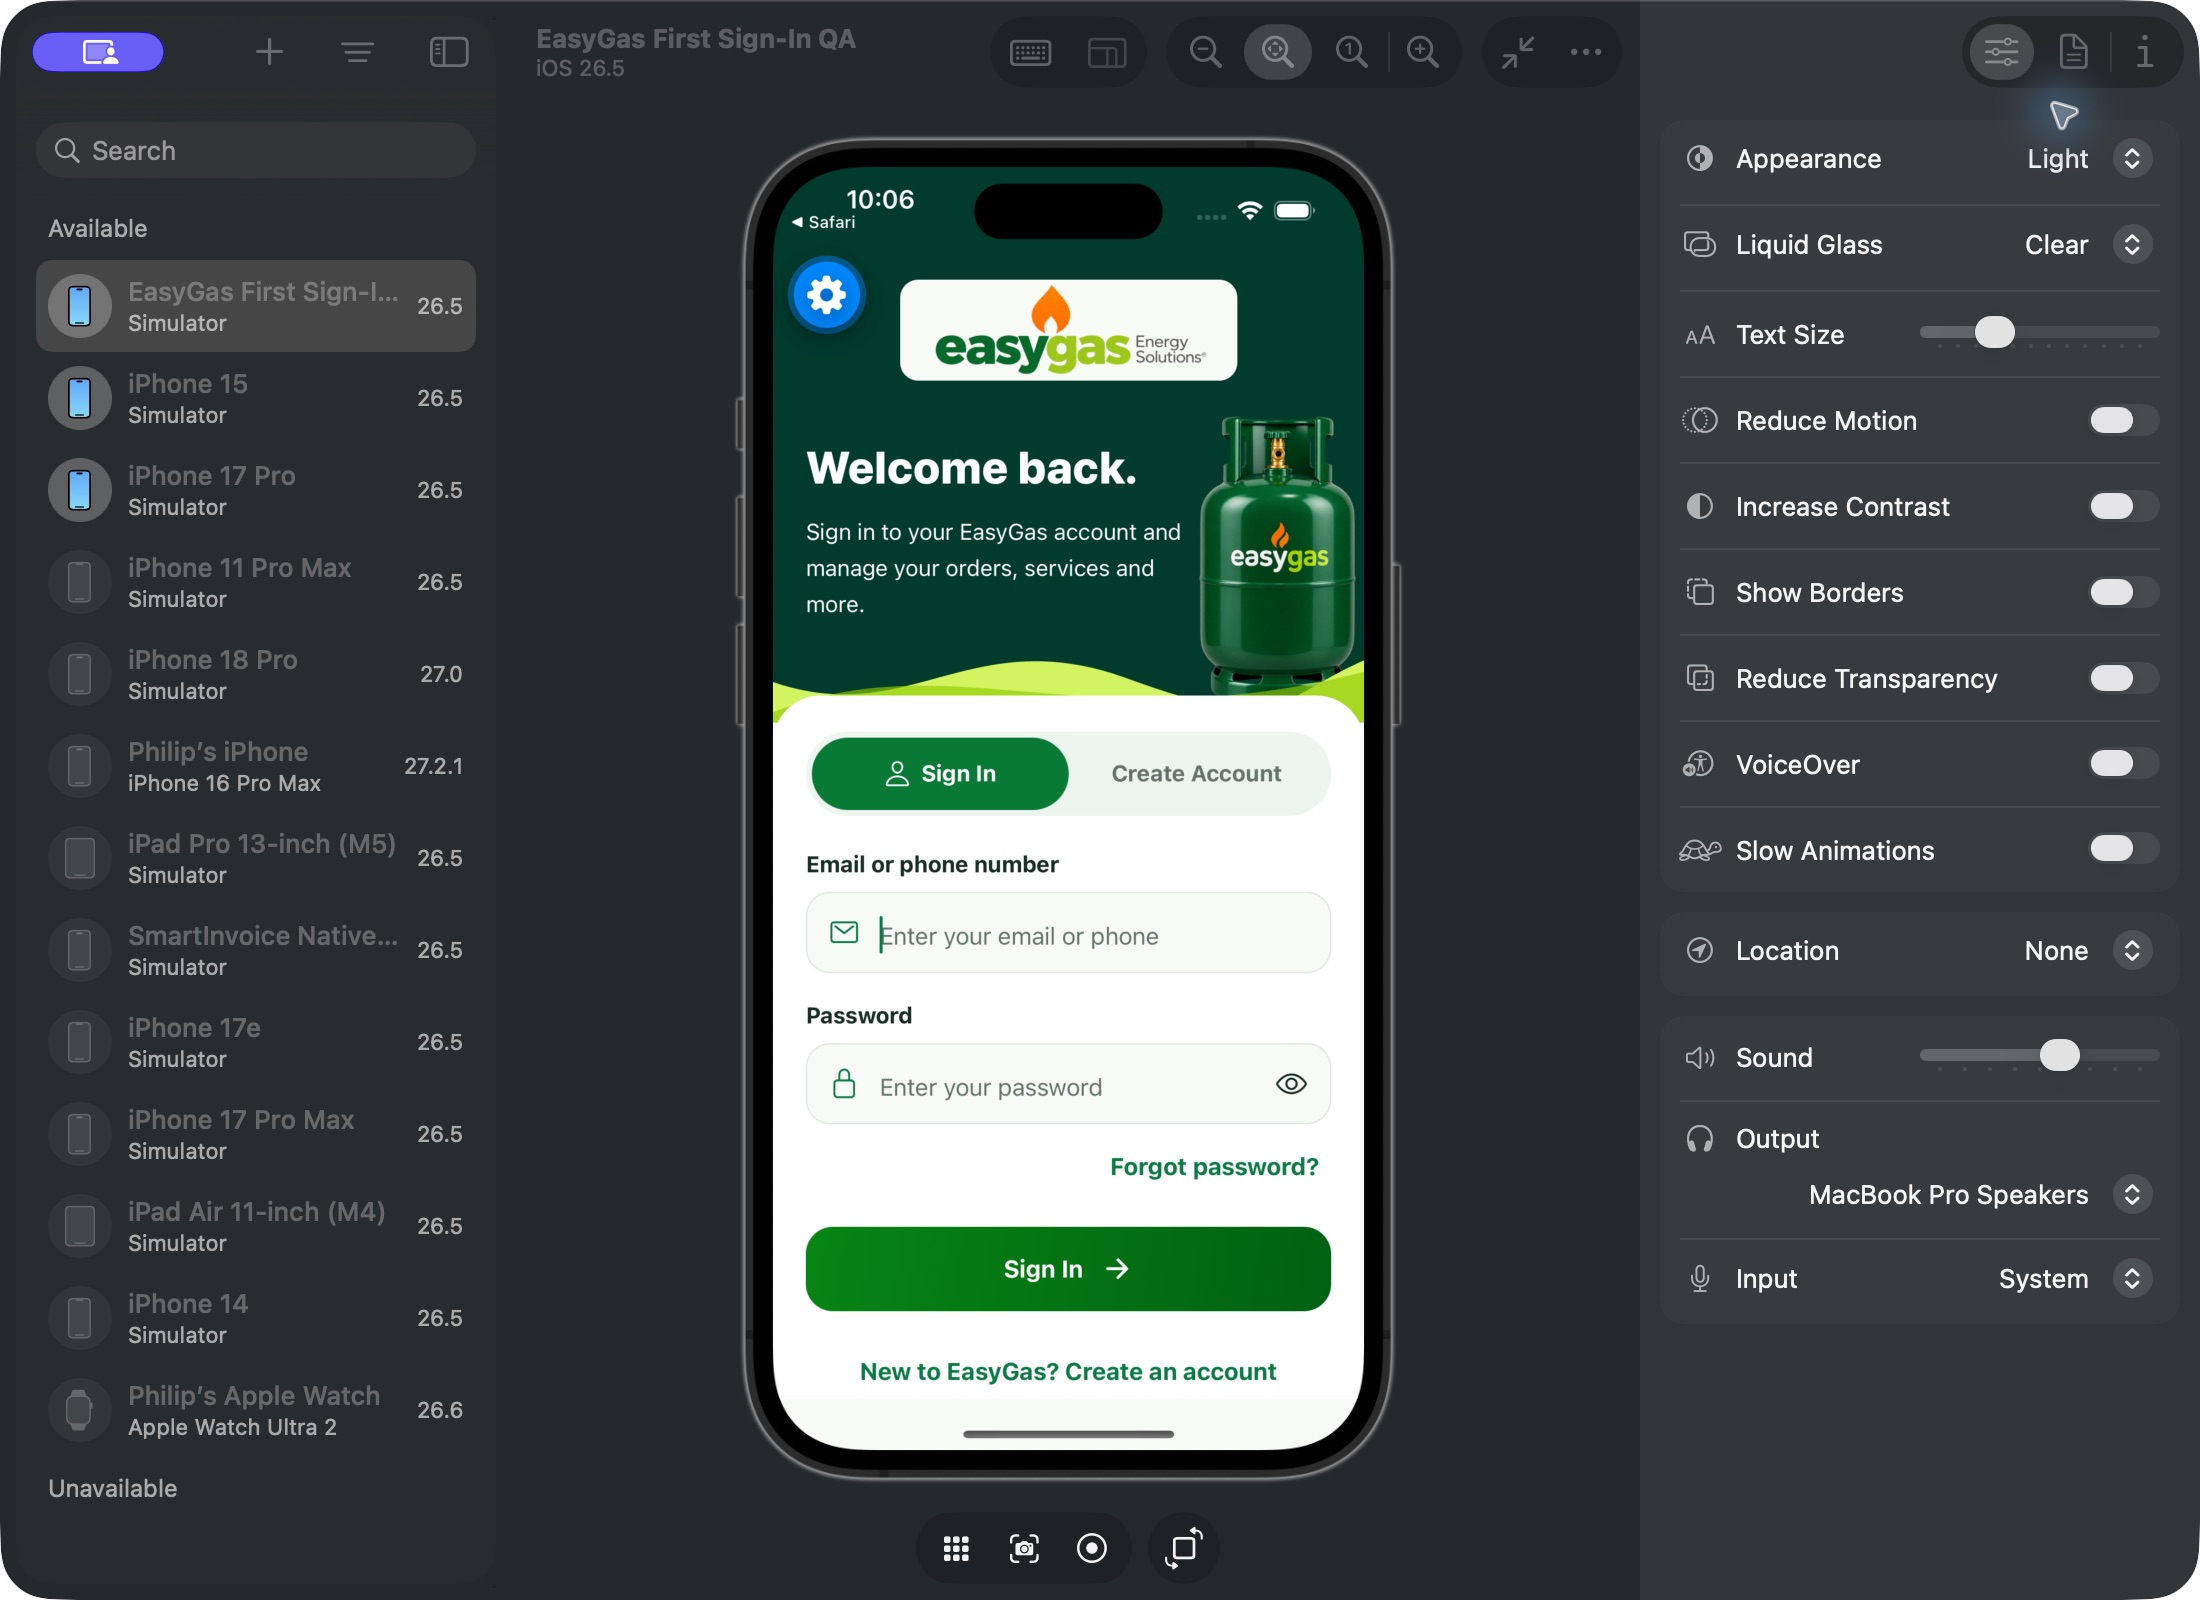 EasyGas First Sign-In QA
iOS 26.5
Search
Available
EasyGas First Sign-I...
Simulator
26.5
iPhone 15
Simulator
26.5
iPhone 17 Pro
Simulator
26.5
iPhone 11 Pro Max
Simulator
26.5
iPhone 18 Pro
Simulator
27.0
Philip's iPhone
iPhone 16 Pro Max
27.2.1
iPad Pro 13-inch (M5)
Simulator
26.5
SmartInvoice Native...
Simulator
26.5
iPhone 17e
Simulator
26.5
iPhone 17 Pro Max
Simulator
26.5
iPad Air 11-inch (M4)
Simulator
26.5
iPhone 14
Simulator
26.5
Philip's Apple Watch
Apple Watch Ultra 2
26.6
Unavailable
10:06
Safari
easygas Energy Solutions®
Welcome back.
Sign in to your EasyGas account and
manage your orders, services and
more.
easygas
Sign In
Create Account
Email or phone number
Enter your email or phone
Password
Enter your password
Forgot password?
Sign In
New to EasyGas? Create an account
Appearance
Light
Liquid Glass
Clear
Text Size
Reduce Motion
Increase Contrast
Show Borders
Reduce Transparency
VoiceOver
Slow Animations
Location
None
Sound
Output
MacBook Pro Speakers
Input
System